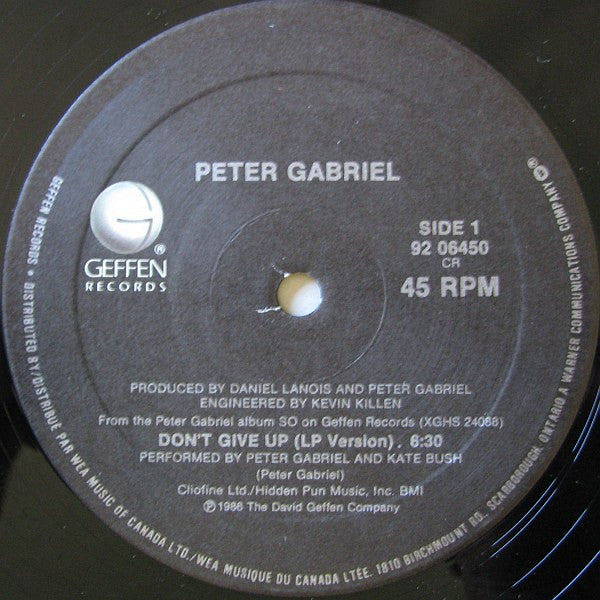 PETER GABRIEL
GEFFEN
RECORDS
®
SIDE 1
92 06450
CR
45 RPM
PRODUCED BY DANIEL LANOIS AND PETER GABRIEL
ENGINEERED BY KEVIN KILLEN
From the Peter Gabriel album SO on Geffen Records (XGHS 24088)
DON'T GIVE UP (LP Version) . 6:30
PERFORMED BY PETER GABRIEL AND KATE BUSH
(Peter Gabriel)
Cliofine Ltd./Hidden Pun Music, Inc. BMI
℗ 1986 The David Geffen Company
GEFFEN RECORDS • DISTRIBUTED BY/DISTRIBUÉ PAR WEA MUSIC OF CANADA LTD./WEA MUSIQUE DU CANADA LTÉE. 1810 BIRCHMOUNT RD., SCARBOROUGH, ONTARIO A WARNER COMMUNICATIONS COMPANY